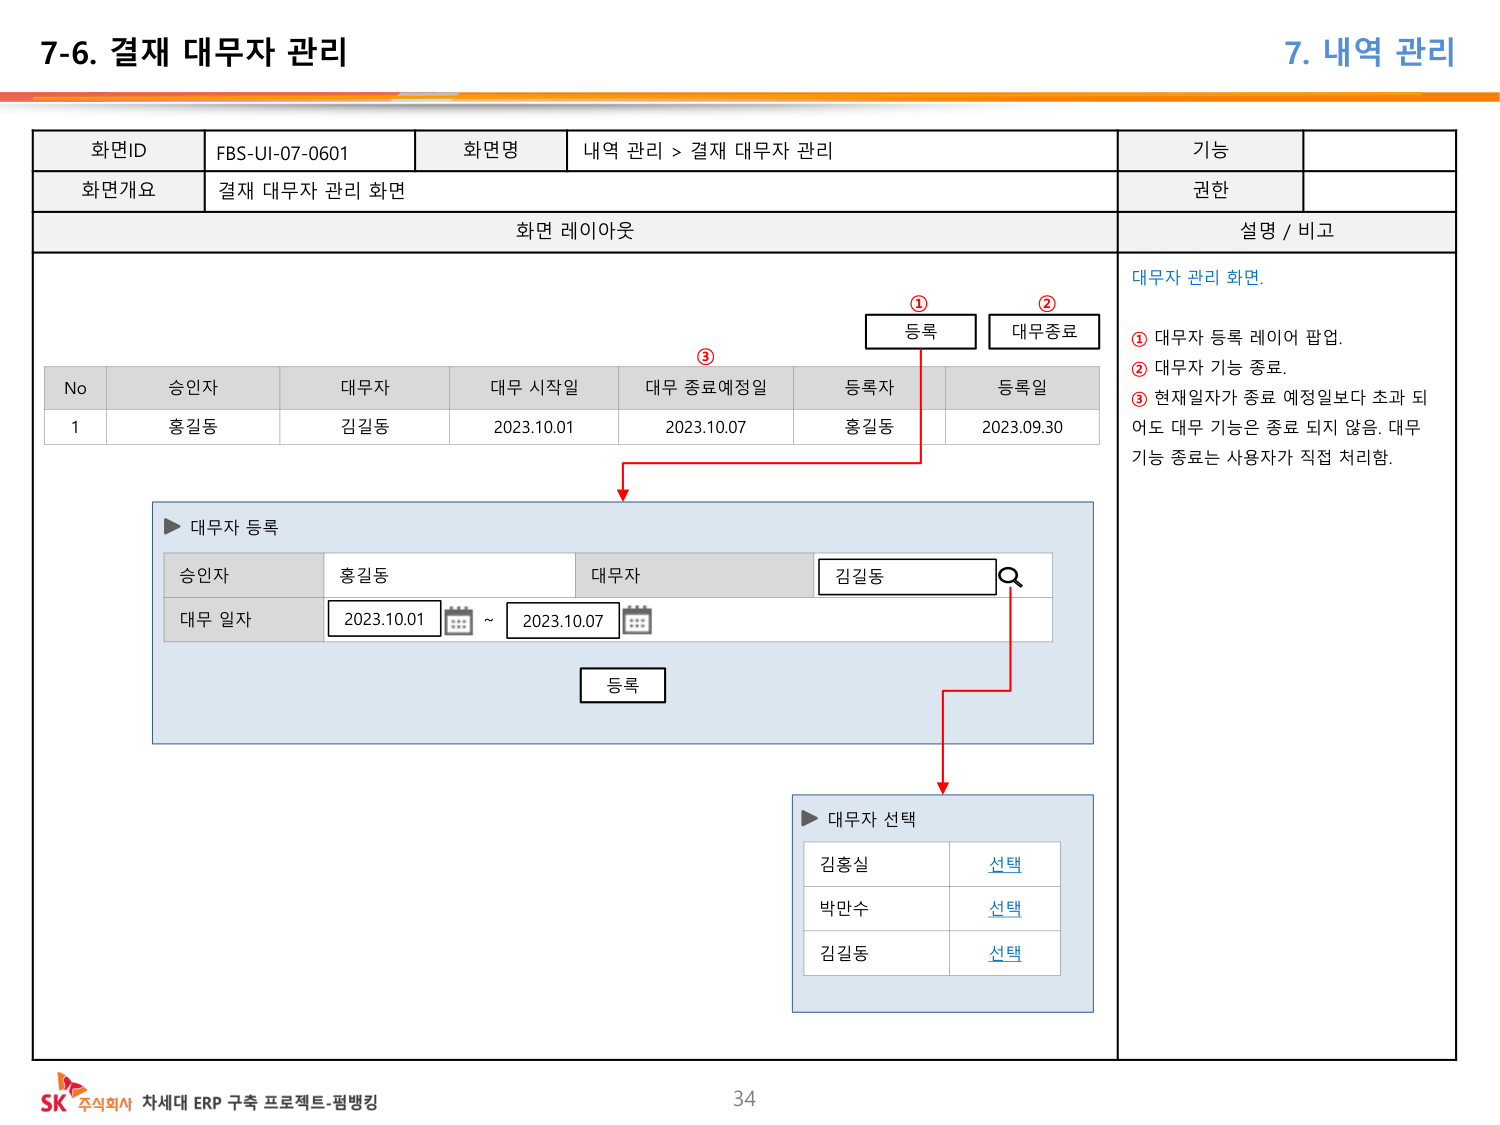 7-6. 결재 대무자 관리
7. 내역 관리
화면ID FBS-UI-07-0601 화면명 내역 관리 > 결재 대무자 관리 기능
화면개요 결재 대무자 관리 화면 권한
화면 레이아웃 설명 / 비고
① ②
등록 대무종료
③
No 승인자 대무자 대무 시작일 대무 종료예정일 등록자 등록일
1 홍길동 김길동 2023.10.01 2023.10.07 홍길동 2023.09.30
▶ 대무자 등록
승인자 홍길동 대무자 김길동
대무 일자 2023.10.01 ~ 2023.10.07
등록
▶ 대무자 선택
김홍실 선택
박만수 선택
김길동 선택
대무자 관리 화면.
① 대무자 등록 레이어 팝업.
② 대무자 기능 종료.
③ 현재일자가 종료 예정일보다 초과 되
어도 대무 기능은 종료 되지 않음. 대무
기능 종료는 사용자가 직접 처리함.
SK 주식회사 차세대 ERP 구축 프로젝트-펌뱅킹
34